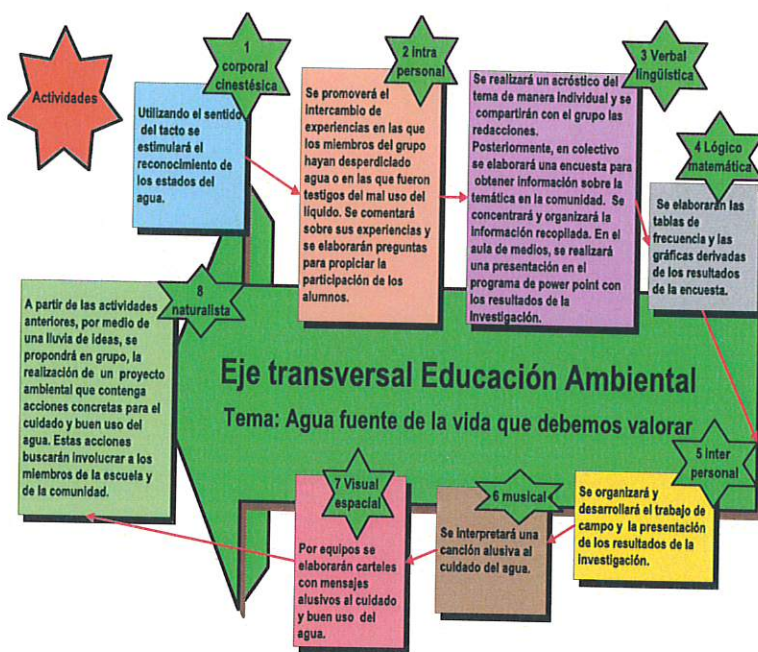 Actividades
1
corporal
cinestésica
Utilizando el sentido
del tacto se
estimulará el
reconocimiento de
los estados del
agua.
2 intra
personal
Se promoverá el
intercambio de
experiencias en las que
los miembros del grupo
hayan desperdiciado
agua o en las que fueron
testigos del mal uso del
líquido. Se comentará
sobre sus experiencias y
se elaborarán preguntas
para propiciar la
participación de los
alumnos.
3 Verbal
lingüística
Se realizará un acróstico del
tema de manera individual y se
compartirán con el grupo las
redacciones.
Posteriormente, en colectivo
se elaborará una encuesta para
obtener información sobre la
temática en la comunidad. Se
concentrará y organizará la
información recopilada. En el
aula de medios, se realizará
una presentación en el
programa de power point con
los resultados de la
investigación.
4 Lógico
matemática
Se elaborarán las
tablas de
frecuencia y las
gráficas derivadas
de los resultados de
la encuesta.
Eje transversal Educación Ambiental
Tema: Agua fuente de la vida que debemos valorar
5 Inter
personal
Se organizará y
desarrollará el trabajo de
campo y la presentación
de los resultados de la
investigación.
6 musical
Se interpretará una
canción alusiva al
cuidado del agua.
7 Visual
espacial
Por equipos se
elaborarán carteles
con mensajes
alusivos al cuidado
y buen uso del
agua.
8
naturalista
A partir de las actividades
anteriores, por medio de
una lluvia de ideas, se
propondrá en grupo, la
realización de un proyecto
ambiental que contenga
acciones concretas para el
cuidado y buen uso del
agua. Estas acciones
buscarán involucrar a los
miembros de la escuela y
de la comunidad.